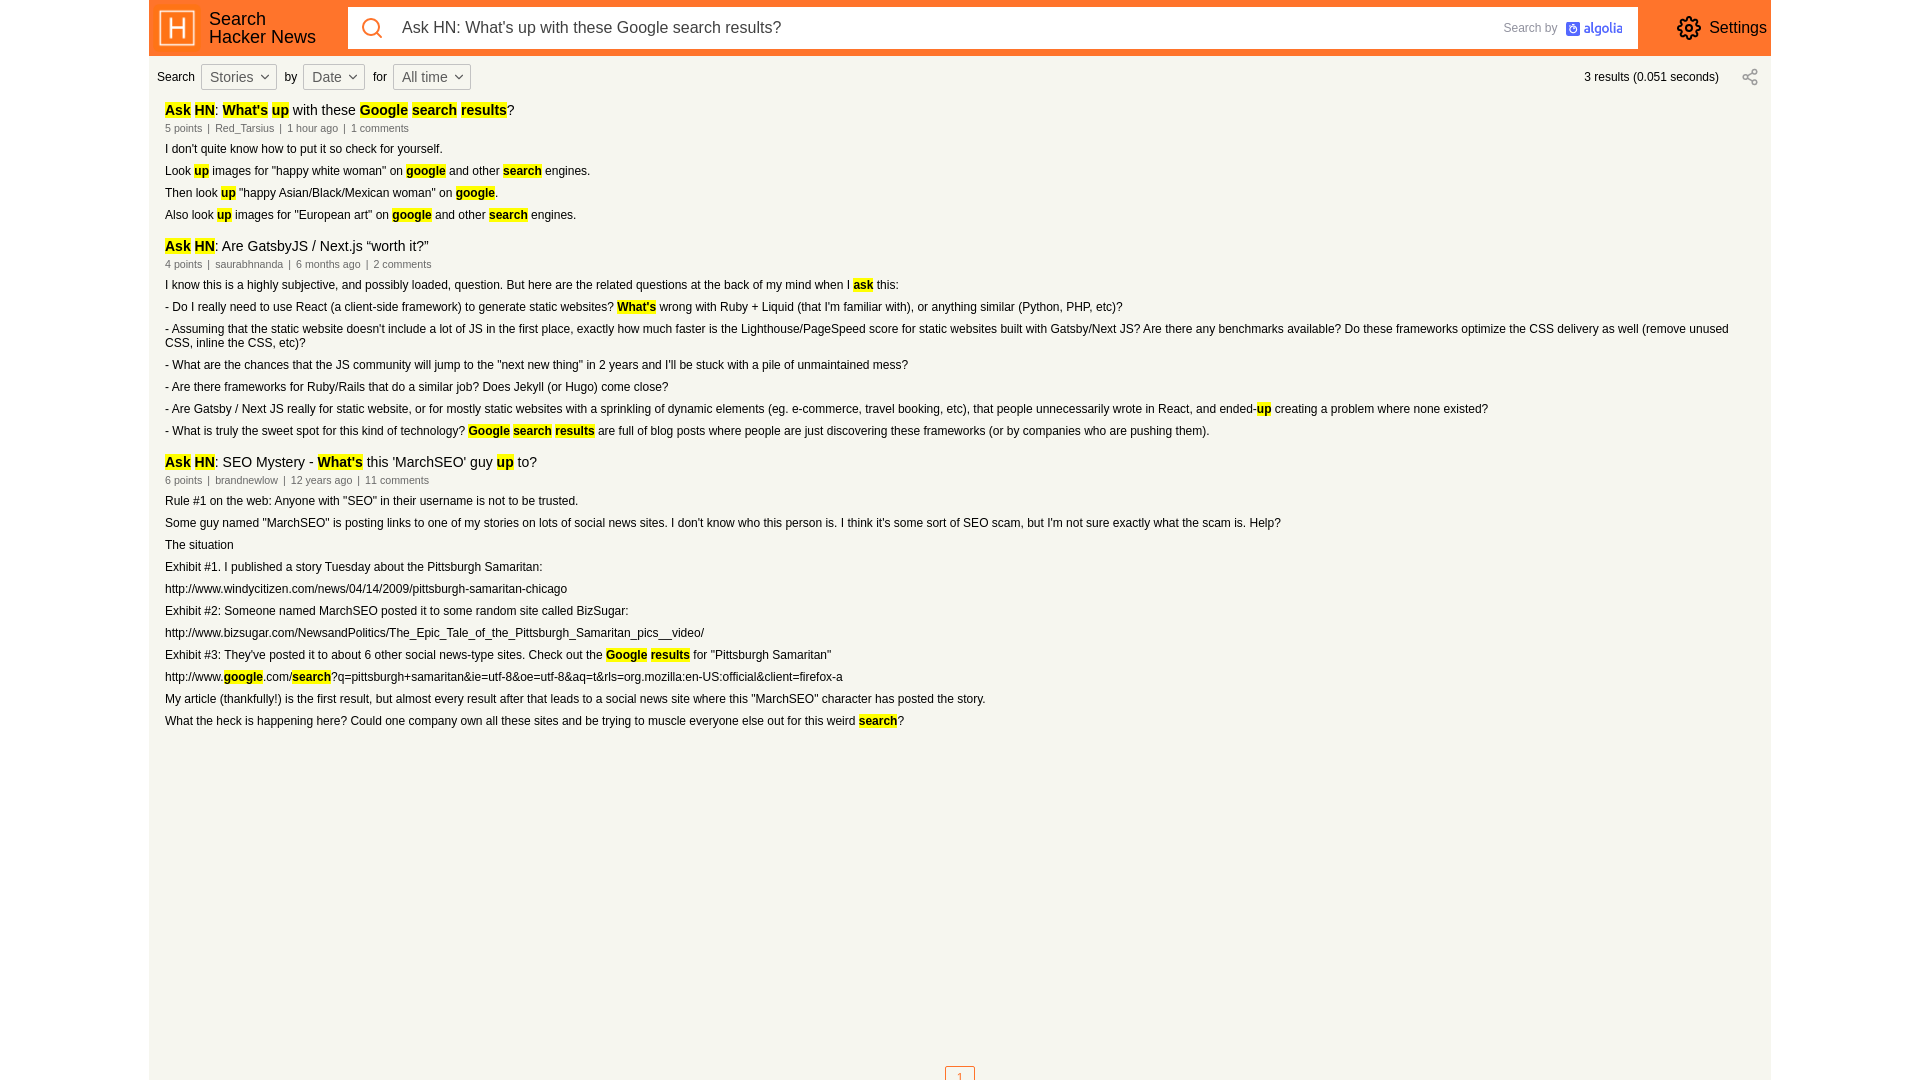 Search
Hacker News
Ask HN: What's up with these Google search results?
Search by algolia
Settings
Search Stories by Date for All time
3 results (0.051 seconds)
Ask HN: What's up with these Google search results?
5 points | Red_Tarsius | 1 hour ago | 1 comments
I don't quite know how to put it so check for yourself.
Look up images for "happy white woman" on google and other search engines.
Then look up "happy Asian/Black/Mexican woman" on google.
Also look up images for "European art" on google and other search engines.
Ask HN: Are GatsbyJS / Next.js “worth it?”
4 points | saurabhnanda | 6 months ago | 2 comments
I know this is a highly subjective, and possibly loaded, question. But here are the related questions at the back of my mind when I ask this:
- Do I really need to use React (a client-side framework) to generate static websites? What's wrong with Ruby + Liquid (that I'm familiar with), or anything similar (Python, PHP, etc)?
- Assuming that the static website doesn't include a lot of JS in the first place, exactly how much faster is the Lighthouse/PageSpeed score for static websites built with Gatsby/Next JS? Are there any benchmarks available? Do these frameworks optimize the CSS delivery as well (remove unused
CSS, inline the CSS, etc)?
- What are the chances that the JS community will jump to the "next new thing" in 2 years and I'll be stuck with a pile of unmaintained mess?
- Are there frameworks for Ruby/Rails that do a similar job? Does Jekyll (or Hugo) come close?
- Are Gatsby / Next JS really for static website, or for mostly static websites with a sprinkling of dynamic elements (eg. e-commerce, travel booking, etc), that people unnecessarily wrote in React, and ended-up creating a problem where none existed?
- What is truly the sweet spot for this kind of technology? Google search results are full of blog posts where people are just discovering these frameworks (or by companies who are pushing them).
Ask HN: SEO Mystery - What's this 'MarchSEO' guy up to?
6 points | brandnewlow | 12 years ago | 11 comments
Rule #1 on the web: Anyone with "SEO" in their username is not to be trusted.
Some guy named "MarchSEO" is posting links to one of my stories on lots of social news sites. I don't know who this person is. I think it's some sort of SEO scam, but I'm not sure exactly what the scam is. Help?
The situation
Exhibit #1. I published a story Tuesday about the Pittsburgh Samaritan:
http://www.windycitizen.com/news/04/14/2009/pittsburgh-samaritan-chicago
Exhibit #2: Someone named MarchSEO posted it to some random site called BizSugar:
http://www.bizsugar.com/NewsandPolitics/The_Epic_Tale_of_the_Pittsburgh_Samaritan_pics__video/
Exhibit #3: They've posted it to about 6 other social news-type sites. Check out the Google results for "Pittsburgh Samaritan"
http://www.google.com/search?q=pittsburgh+samaritan&ie=utf-8&oe=utf-8&aq=t&rls=org.mozilla:en-US:official&client=firefox-a
My article (thankfully!) is the first result, but almost every result after that leads to a social news site where this "MarchSEO" character has posted the story.
What the heck is happening here? Could one company own all these sites and be trying to muscle everyone else out for this weird search?
1